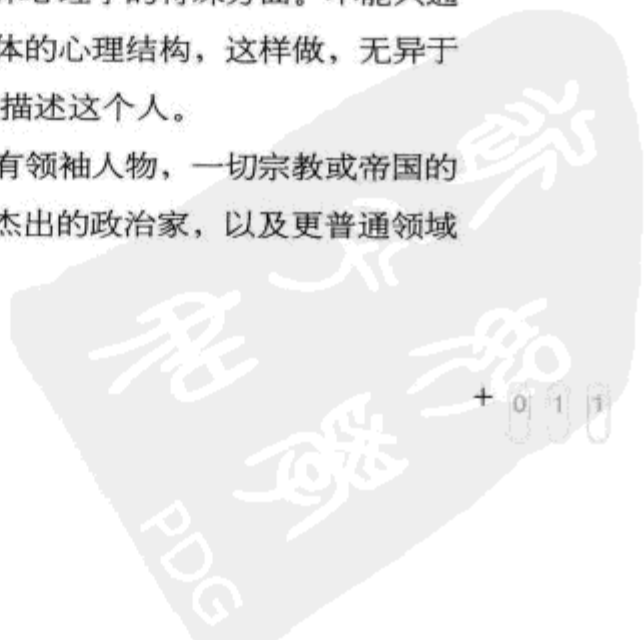 体的心理结构，这样做，无异于
描述这个人。
有领袖人物，一切宗教或帝国的
杰出的政治家，以及更普通领域
+ 0 1 1
PDG